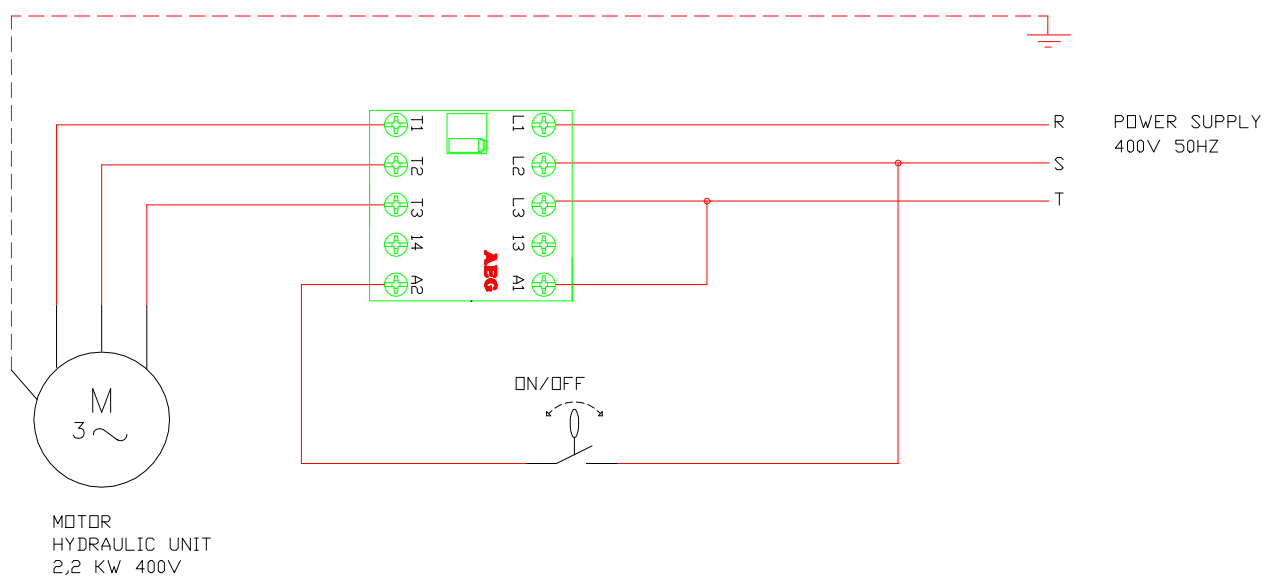 T1
L1
R
POWER SUPPLY
400V 50HZ
T2
L2
S
T3
L3
T
14
13
A2
AEG
A1
ON/OFF
M
3~
MOTOR
HYDRAULIC UNIT
2,2 KW 400V